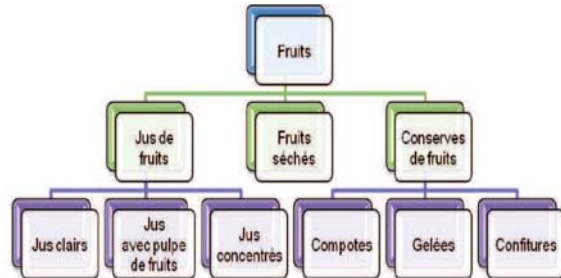 Fruits
Jus de
fruits
Fruits
séchés
Conserves
de fruits
Jus clairs
Jus
avec pulpe
de fruits
Jus
concentrés
Compotes
Gelées
Confitures